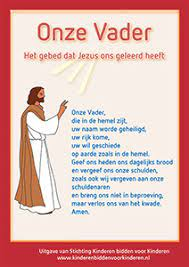 Onze Vader
Het gebed dat Jezus ons geleerd heeft
Onze Vader,
die in de hemel zijt,
uw naam worde geheiligd,
uw rijk kome,
uw wil geschiede
op aarde zoals in de hemel.
Geef ons heden ons dagelijks brood
en vergeef ons onze schulden,
zoals ook wij vergeven aan onze
schuldenaren
en breng ons niet in beproeving,
maar verlos ons van het kwade.
Amen.
Uitgave van Stichting Kinderen bidden voor Kinderen
www.kinderenbiddenvoorkinderen.nl